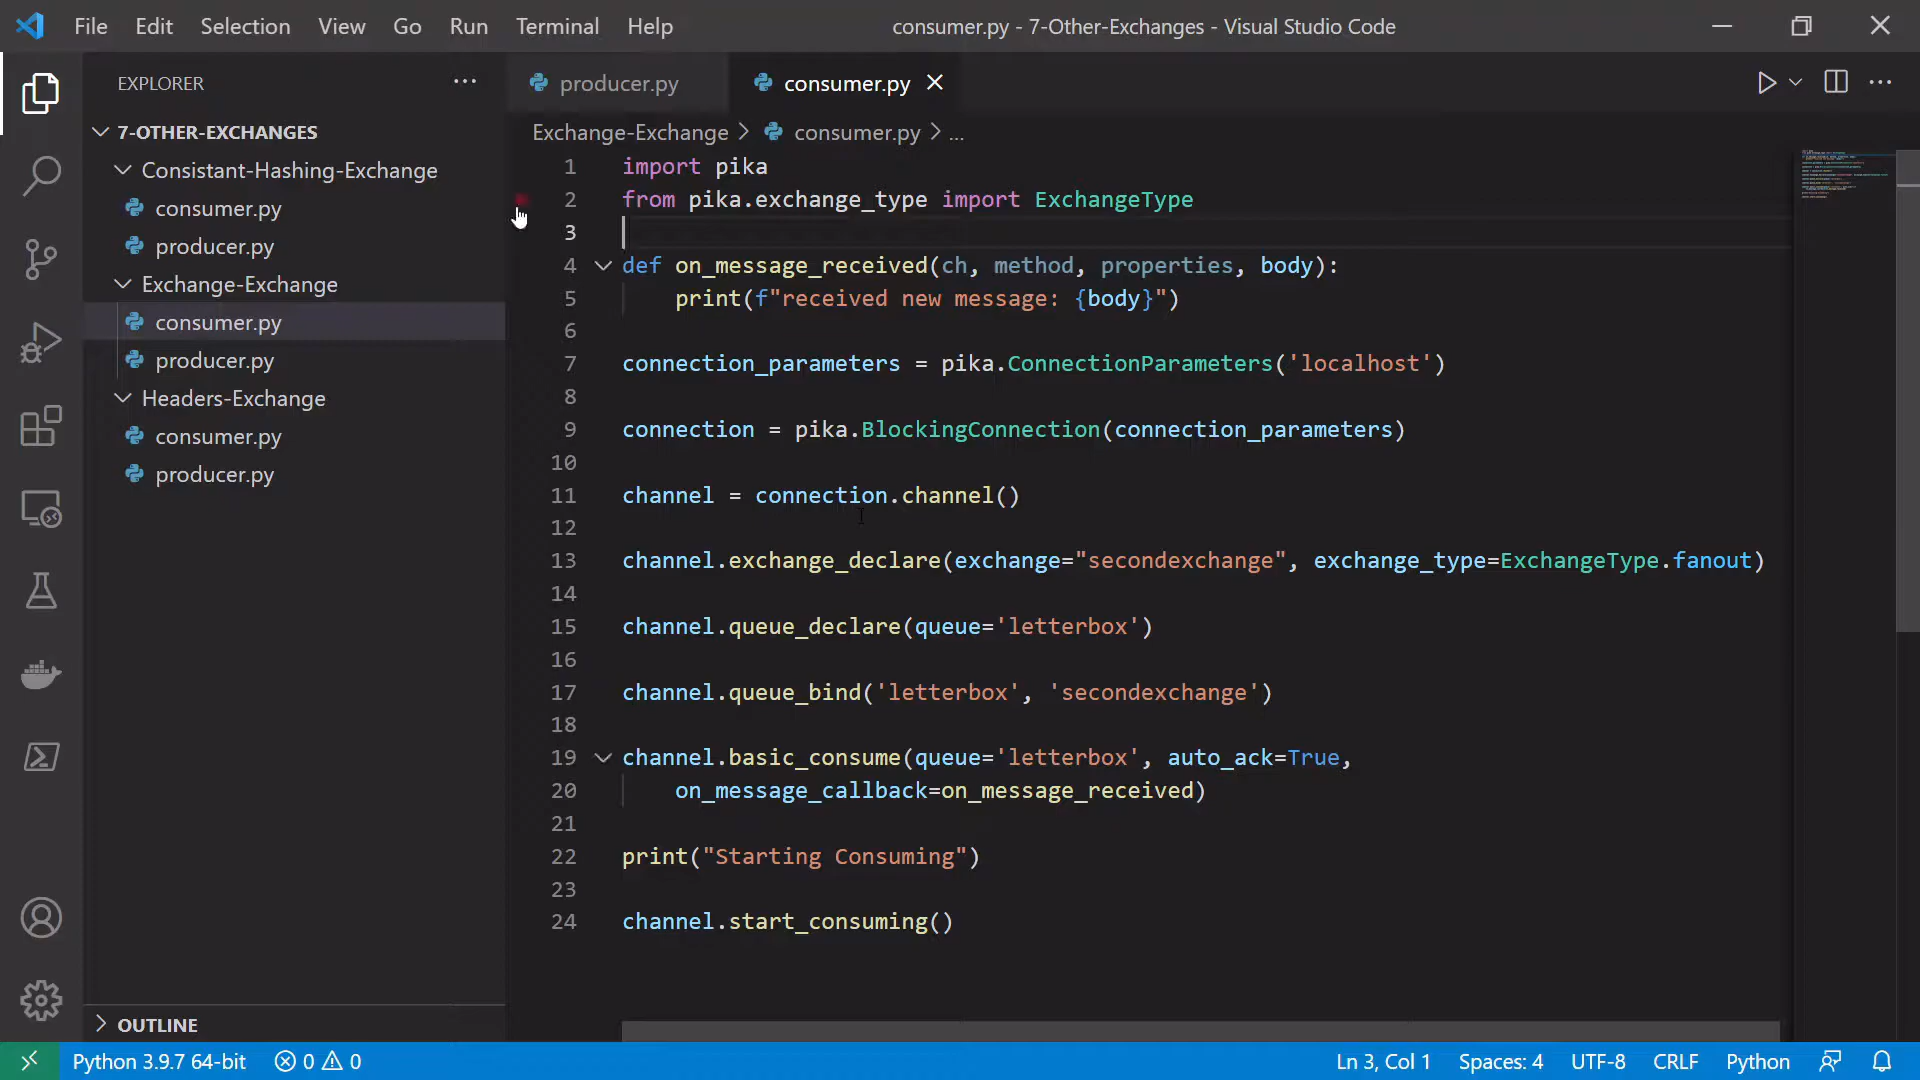 File Edit Selection View Go Run Terminal Help consumer.py - 7-Other-Exchanges - Visual Studio Code
EXPLORER ... producer.py consumer.py
7-OTHER-EXCHANGES
Exchange-Exchange > consumer.py > ...
Consistant-Hashing-Exchange
consumer.py
producer.py
Exchange-Exchange
consumer.py
producer.py
Headers-Exchange
consumer.py
producer.py
1 import pika
2 from pika.exchange_type import ExchangeType
3
4 def on_message_received(ch, method, properties, body):
5     print(f"received new message: {body}")
6
7 connection_parameters = pika.ConnectionParameters('localhost')
8
9 connection = pika.BlockingConnection(connection_parameters)
10
11 channel = connection.channel()
12
13 channel.exchange_declare(exchange="secondexchange", exchange_type=ExchangeType.fanout)
14
15 channel.queue_declare(queue='letterbox')
16
17 channel.queue_bind('letterbox', 'secondexchange')
18
19 channel.basic_consume(queue='letterbox', auto_ack=True,
20     on_message_callback=on_message_received)
21
22 print("Starting Consuming")
23
24 channel.start_consuming()
OUTLINE
Python 3.9.7 64-bit 0 0 Ln 3, Col 1 Spaces: 4 UTF-8 CRLF Python